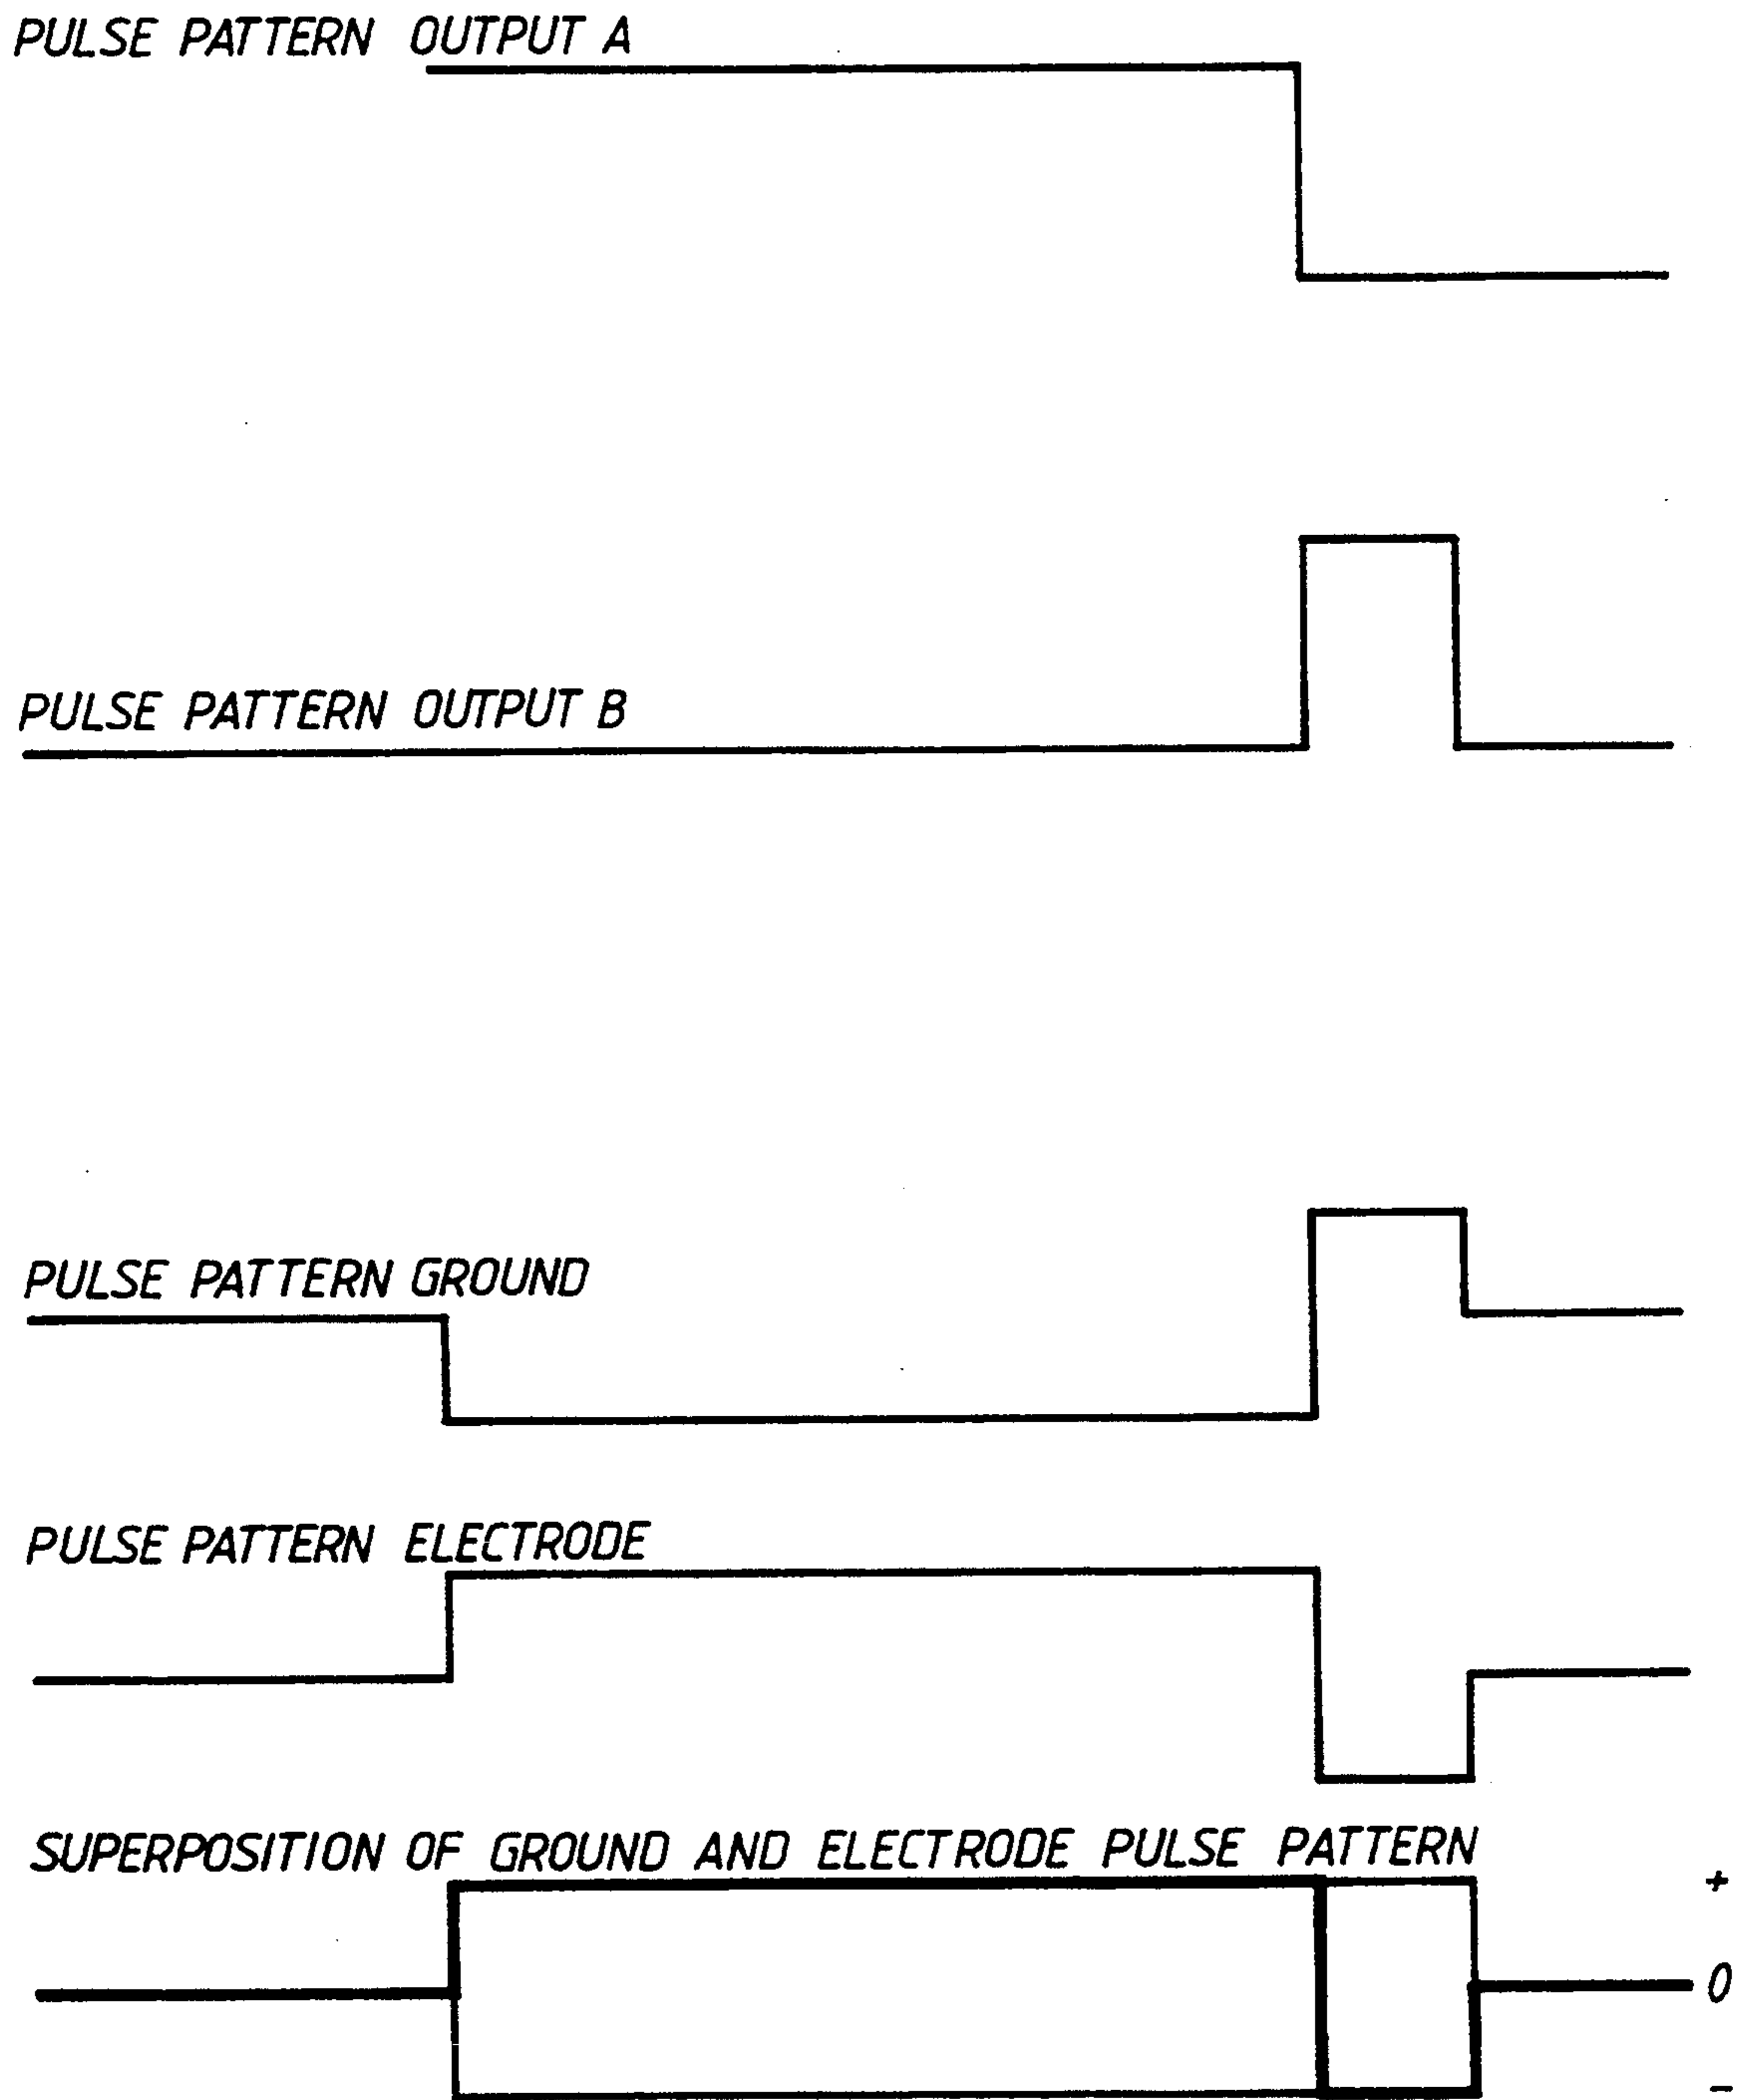 PULSE PATTERN OUTPUT A
PULSE PATTERN OUTPUT B
PULSE PATTERN GROUND
PULSE PATTERN ELECTRODE
SUPERPOSITION OF GROUND AND ELECTRODE PULSE PATTERN
+
0
-